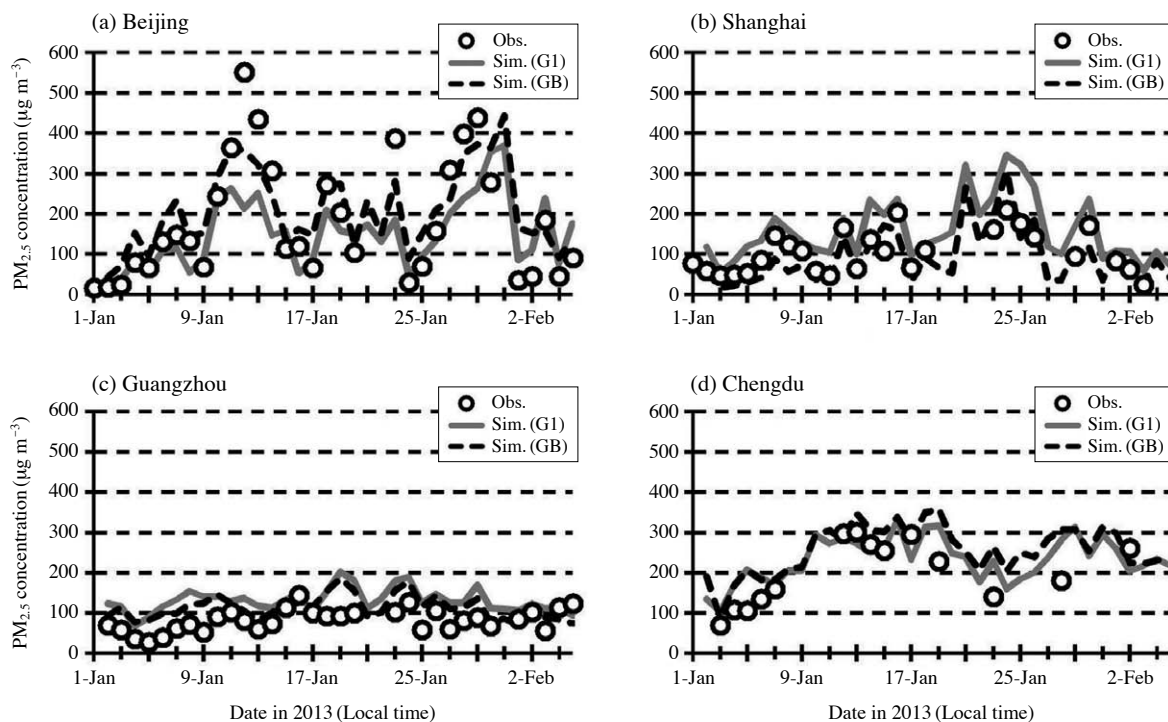 (a) Beijing
(b) Shanghai
PM2.5 concentration (μg m−3)
600
500
400
300
200
100
0
Obs.
Sim. (G1)
Sim. (GB)
1-Jan 9-Jan 17-Jan 25-Jan 2-Feb
600
500
400
300
200
100
0
Obs.
Sim. (G1)
Sim. (GB)
1-Jan 9-Jan 17-Jan 25-Jan 2-Feb
(c) Guangzhou
(d) Chengdu
PM2.5 concentration (μg m−3)
600
500
400
300
200
100
0
Obs.
Sim. (G1)
Sim. (GB)
1-Jan 9-Jan 17-Jan 25-Jan 2-Feb
Date in 2013 (Local time)
600
500
400
300
200
100
0
Obs.
Sim. (G1)
Sim. (GB)
1-Jan 9-Jan 17-Jan 25-Jan 2-Feb
Date in 2013 (Local time)